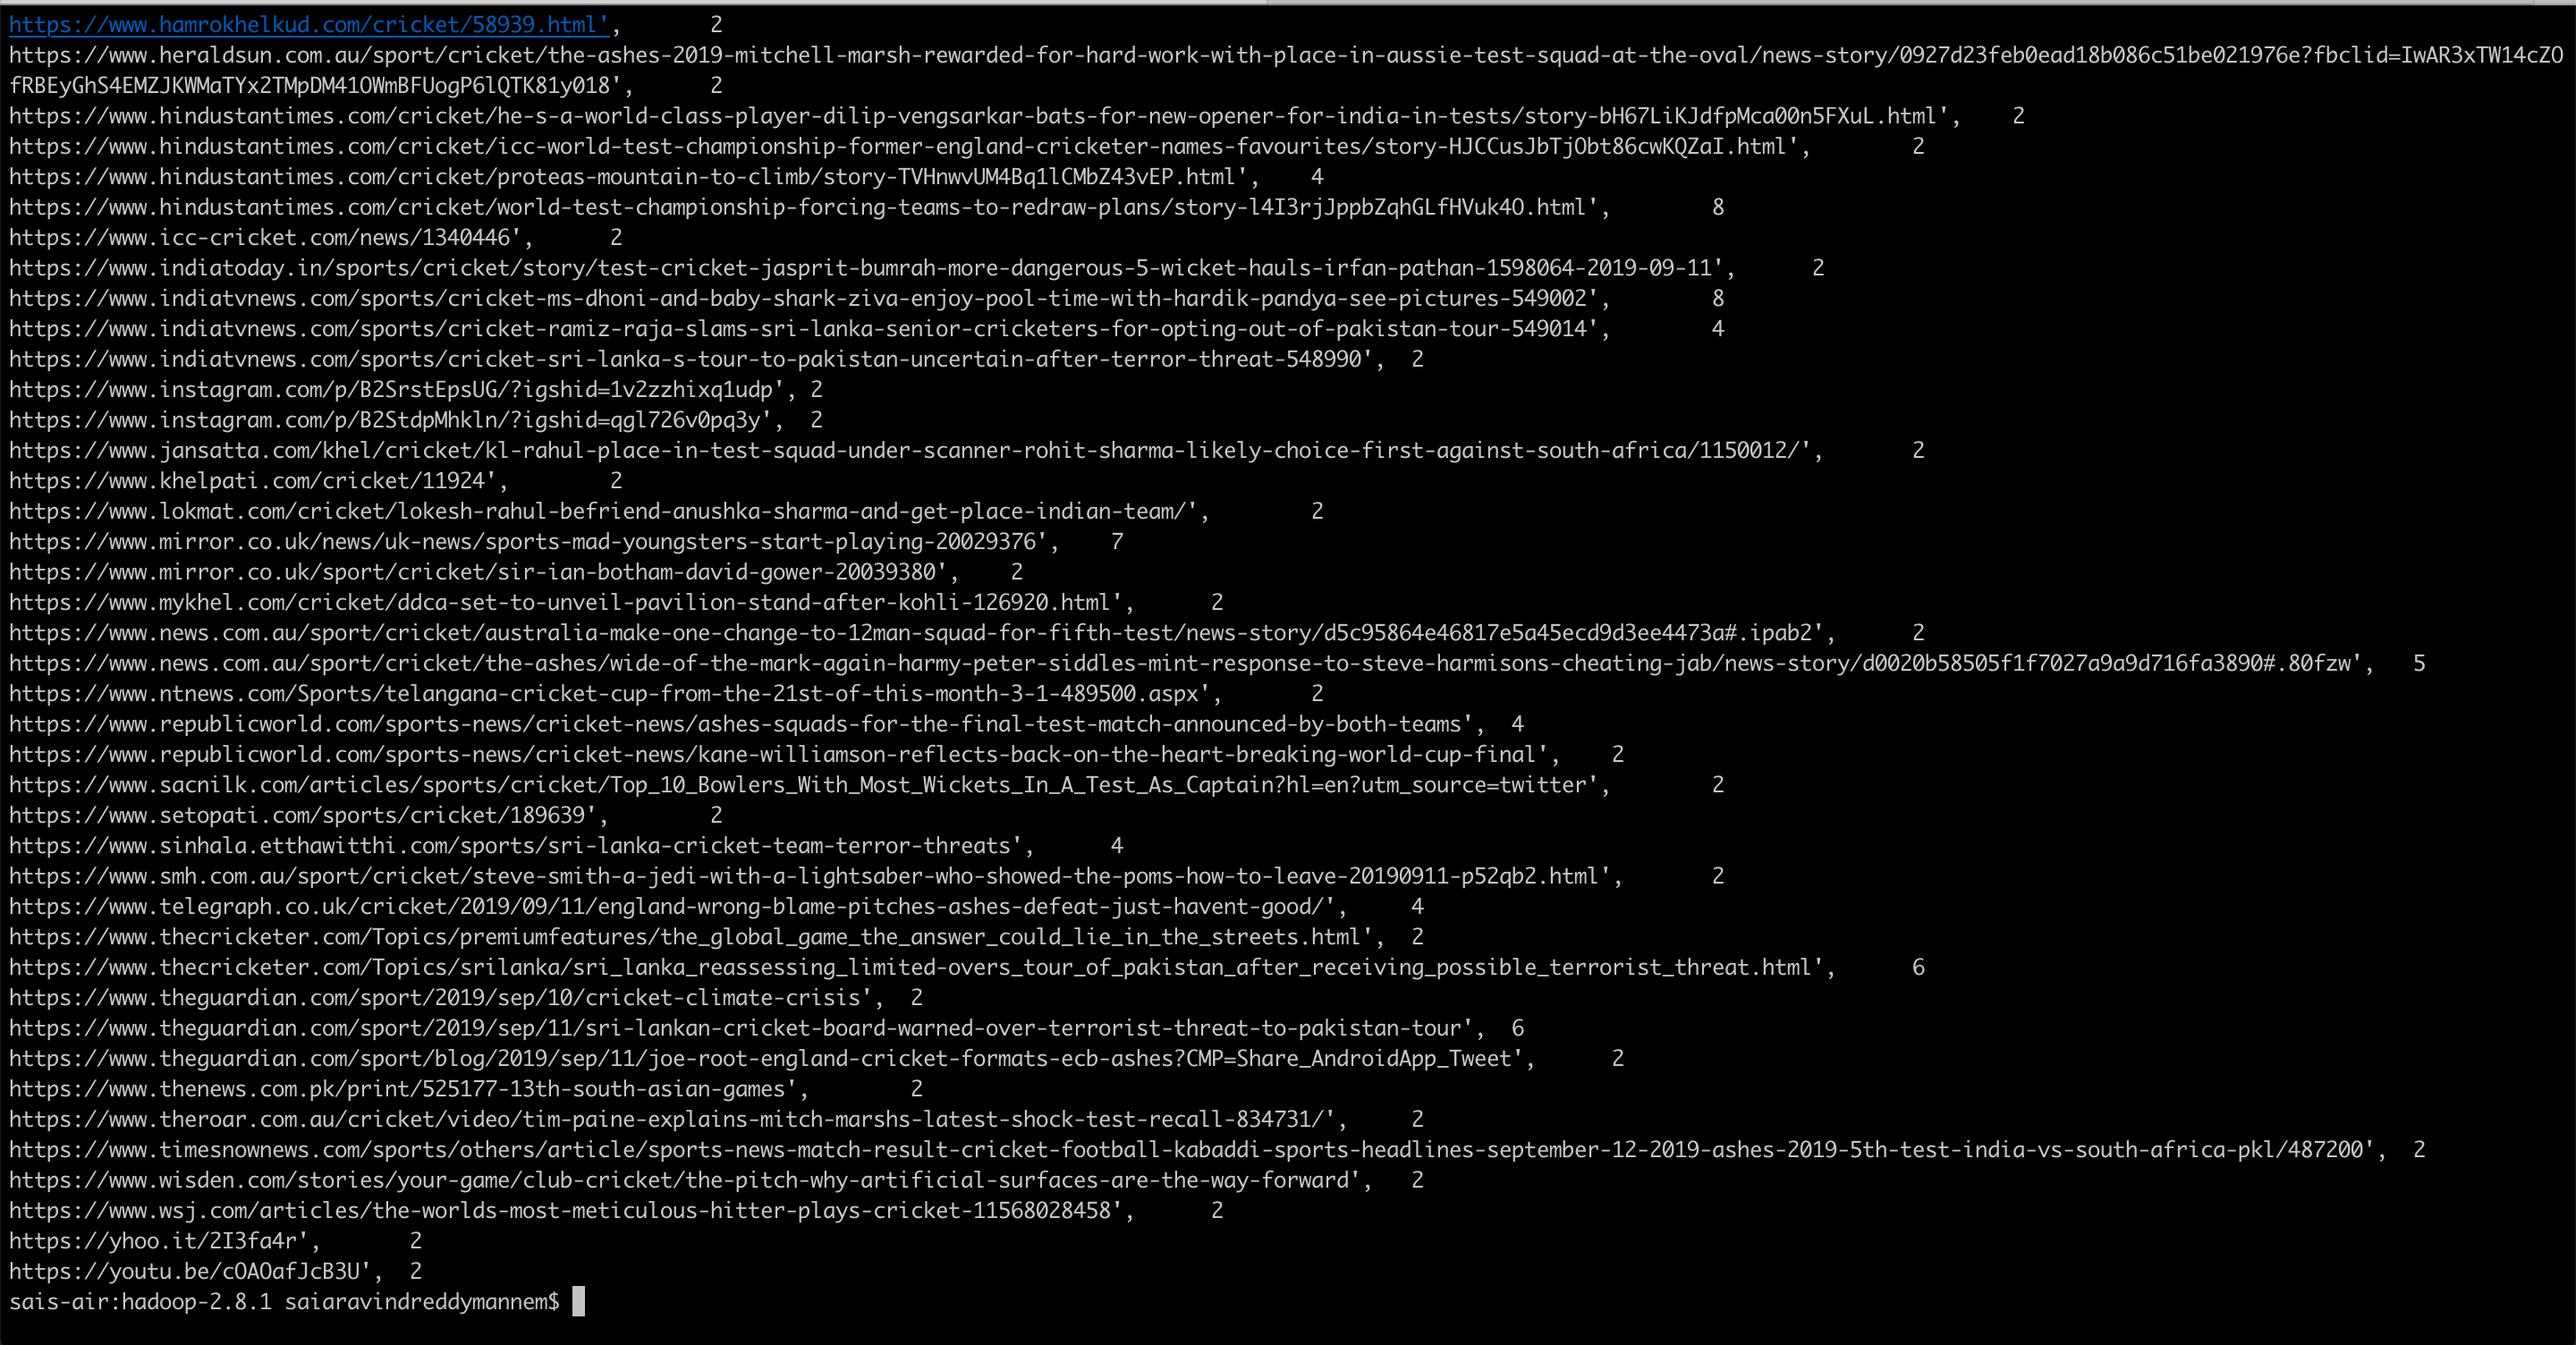 https://www.hamrokhelkud.com/cricket/58939.html',	2
https://www.heraldsun.com.au/sport/cricket/the-ashes-2019-mitchell-marsh-rewarded-for-hard-work-with-place-in-aussie-test-squad-at-the-oval/news-story/0927d23feb0ead18b086c51be021976e?fbclid=IwAR3xTW14cZO
fRBEyGhS4EMZJKWMaTYx2TMpDM41OWmBFUogP6lQTK81y018',	2
https://www.hindustantimes.com/cricket/he-s-a-world-class-player-dilip-vengsarkar-bats-for-new-opener-for-india-in-tests/story-bH67LiKJdfpMca00n5FXuL.html',	2
https://www.hindustantimes.com/cricket/icc-world-test-championship-former-england-cricketer-names-favourites/story-HJCCusJbTjObt86cwKQZaI.html',	2
https://www.hindustantimes.com/cricket/proteas-mountain-to-climb/story-TVHnwvUM4Bq1lCMbZ43vEP.html',	4
https://www.hindustantimes.com/cricket/world-test-championship-forcing-teams-to-redraw-plans/story-l4I3rjJppbZqhGLfHVuk4O.html',	8
https://www.icc-cricket.com/news/1340446',	2
https://www.indiatoday.in/sports/cricket/story/test-cricket-jasprit-bumrah-more-dangerous-5-wicket-hauls-irfan-pathan-1598064-2019-09-11',	2
https://www.indiatvnews.com/sports/cricket-ms-dhoni-and-baby-shark-ziva-enjoy-pool-time-with-hardik-pandya-see-pictures-549002',	8
https://www.indiatvnews.com/sports/cricket-ramiz-raja-slams-sri-lanka-senior-cricketers-for-opting-out-of-pakistan-tour-549014',	4
https://www.indiatvnews.com/sports/cricket-sri-lanka-s-tour-to-pakistan-uncertain-after-terror-threat-548990',	2
https://www.instagram.com/p/B2SrstEpsUG/?igshid=1v2zzhixq1udp',	2
https://www.instagram.com/p/B2StdpMhkln/?igshid=qgl726v0pq3y',	2
https://www.jansatta.com/khel/cricket/kl-rahul-place-in-test-squad-under-scanner-rohit-sharma-likely-choice-first-against-south-africa/1150012/',	2
https://www.khelpati.com/cricket/11924',	2
https://www.lokmat.com/cricket/lokesh-rahul-befriend-anushka-sharma-and-get-place-indian-team/',	2
https://www.mirror.co.uk/news/uk-news/sports-mad-youngsters-start-playing-20029376',	7
https://www.mirror.co.uk/sport/cricket/sir-ian-botham-david-gower-20039380',	2
https://www.mykhel.com/cricket/ddca-set-to-unveil-pavilion-stand-after-kohli-126920.html',	2
https://www.news.com.au/sport/cricket/australia-make-one-change-to-12man-squad-for-fifth-test/news-story/d5c95864e46817e5a45ecd9d3ee4473a#.ipab2',	2
https://www.news.com.au/sport/cricket/the-ashes/wide-of-the-mark-again-harmy-peter-siddles-mint-response-to-steve-harmisons-cheating-jab/news-story/d0020b58505f1f7027a9a9d716fa3890#.80fzw',	5
https://www.ntnews.com/Sports/telangana-cricket-cup-from-the-21st-of-this-month-3-1-489500.aspx',	2
https://www.republicworld.com/sports-news/cricket-news/ashes-squads-for-the-final-test-match-announced-by-both-teams',	4
https://www.republicworld.com/sports-news/cricket-news/kane-williamson-reflects-back-on-the-heart-breaking-world-cup-final',	2
https://www.sacnilk.com/articles/sports/cricket/Top_10_Bowlers_With_Most_Wickets_In_A_Test_As_Captain?hl=en?utm_source=twitter',	2
https://www.setopati.com/sports/cricket/189639',	2
https://www.sinhala.etthawitthi.com/sports/sri-lanka-cricket-team-terror-threats',	4
https://www.smh.com.au/sport/cricket/steve-smith-a-jedi-with-a-lightsaber-who-showed-the-poms-how-to-leave-20190911-p52qb2.html',	2
https://www.telegraph.co.uk/cricket/2019/09/11/england-wrong-blame-pitches-ashes-defeat-just-havent-good/',	4
https://www.thecricketer.com/Topics/premiumfeatures/the_global_game_the_answer_could_lie_in_the_streets.html',	2
https://www.thecricketer.com/Topics/srilanka/sri_lanka_reassessing_limited-overs_tour_of_pakistan_after_receiving_possible_terrorist_threat.html',	6
https://www.theguardian.com/sport/2019/sep/10/cricket-climate-crisis',	2
https://www.theguardian.com/sport/2019/sep/11/sri-lankan-cricket-board-warned-over-terrorist-threat-to-pakistan-tour',	6
https://www.theguardian.com/sport/blog/2019/sep/11/joe-root-england-cricket-formats-ecb-ashes?CMP=Share_AndroidApp_Tweet',	2
https://www.thenews.com.pk/print/525177-13th-south-asian-games',	2
https://www.theroar.com.au/cricket/video/tim-paine-explains-mitch-marshs-latest-shock-test-recall-834731/',	2
https://www.timesnownews.com/sports/others/article/sports-news-match-result-cricket-football-kabaddi-sports-headlines-september-12-2019-ashes-2019-5th-test-india-vs-south-africa-pkl/487200',	2
https://www.wisden.com/stories/your-game/club-cricket/the-pitch-why-artificial-surfaces-are-the-way-forward',	2
https://www.wsj.com/articles/the-worlds-most-meticulous-hitter-plays-cricket-11568028458',	2
https://yhoo.it/2I3fa4r',	2
https://youtu.be/cOAOafJcB3U',	2
sais-air:hadoop-2.8.1 saiaravindreddymannem$